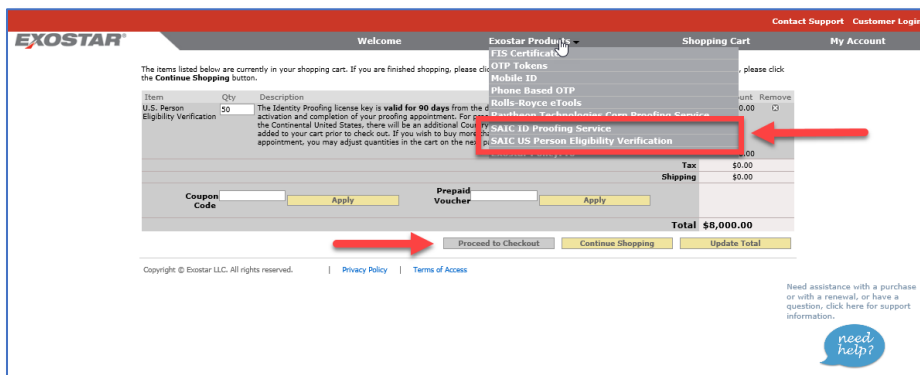 Contact Support Customer Login
EXOSTAR®
Welcome Exostar Products Shopping Cart My Account
FIS Certificate
OTP Tokens
Mobile ID
Phone Based OTP
Rolls-Royce eTools
Raytheon Technologies Corp Proofing Service
SAIC ID Proofing Service
SAIC US Person Eligibility Verification
The items listed below are currently in your shopping cart. If you are finished shopping, please , please click
the Continue Shopping button.
Item Qty Description Remove
U.S. Person 50 The Identity Proofing license key is valid for 90 days from the
Eligibility Verification activation and completion of your proofing appointment. For
the Continental United States, there will be an additional
added to your cart prior to check out. If you wish to buy more
appointment, you may adjust quantities in the cart on the
Tax $0.00
Shipping $0.00
Coupon Code Apply Prepaid Voucher Apply
Total $8,000.00
Proceed to Checkout Continue Shopping Update Total
Copyright © Exostar LLC. All rights reserved. | Privacy Policy | Terms of Access
Need assistance with a purchase
or with a renewal, or have a
question, click here for support
information.
need
help?